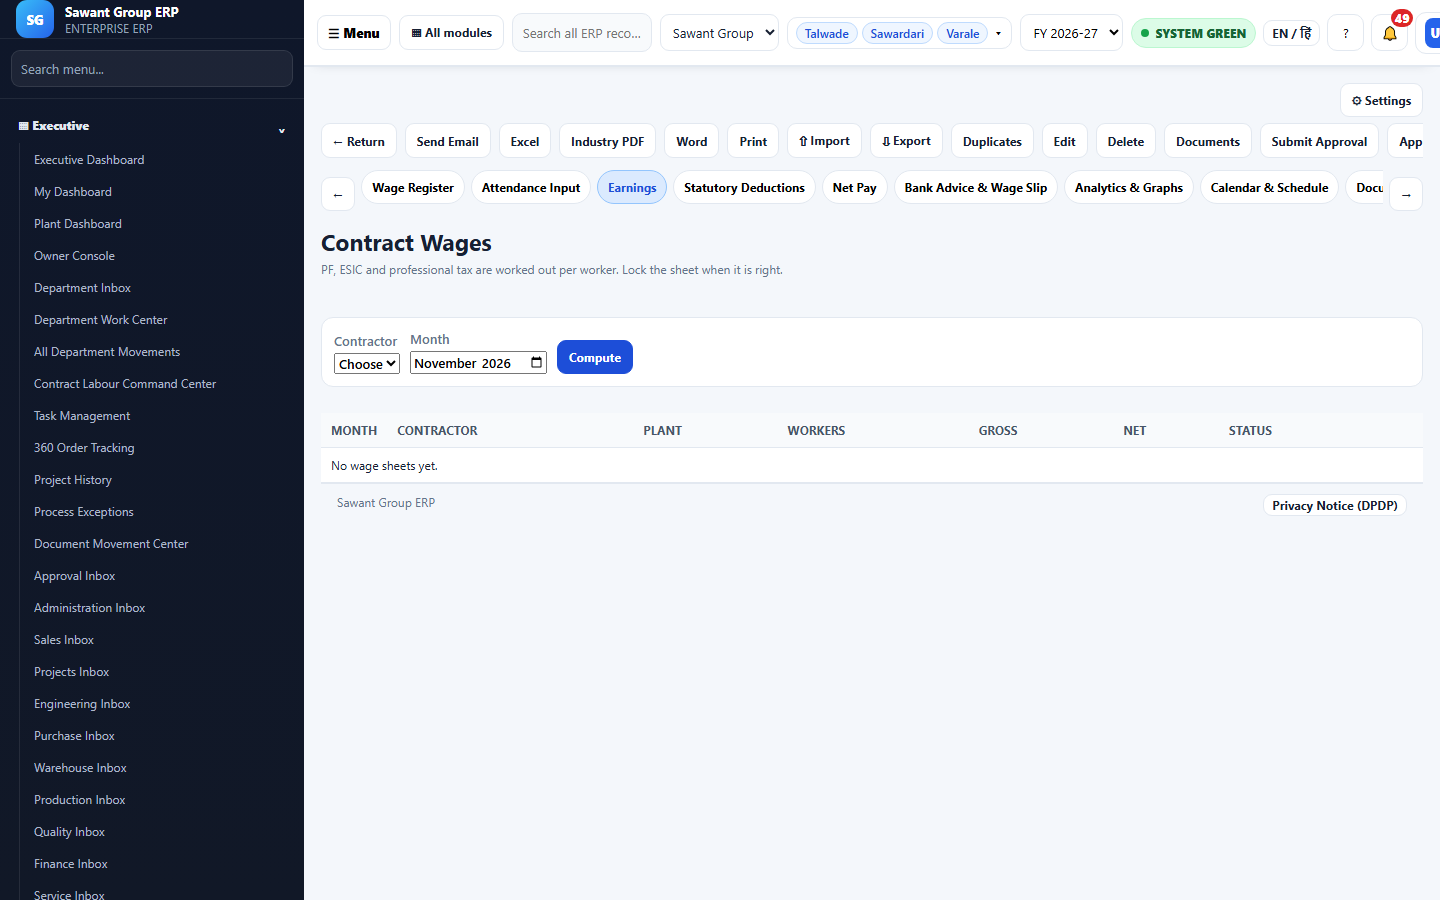 SG
Sawant Group ERP
ENTERPRISE ERP
☰ Menu
▦ All modules
Search all ERP reco...
Sawant Group
Talwade
Sawardari
Varale
FY 2026-27
SYSTEM GREEN
EN / हिं
?
49
U
Search menu...
⚙ Settings
▦ Executive
Executive Dashboard
My Dashboard
Plant Dashboard
Owner Console
Department Inbox
Department Work Center
All Department Movements
Contract Labour Command Center
Task Management
360 Order Tracking
Project History
Process Exceptions
Document Movement Center
Approval Inbox
Administration Inbox
Sales Inbox
Projects Inbox
Engineering Inbox
Purchase Inbox
Warehouse Inbox
Production Inbox
Quality Inbox
Finance Inbox
Service Inbox
← Return
Send Email
Excel
Industry PDF
Word
Print
⇧ Import
⇩ Export
Duplicates
Edit
Delete
Documents
Submit Approval
App
←
Wage Register
Attendance Input
Earnings
Statutory Deductions
Net Pay
Bank Advice & Wage Slip
Analytics & Graphs
Calendar & Schedule
Docu
→
Contract Wages
PF, ESIC and professional tax are worked out per worker. Lock the sheet when it is right.
Contractor
Month
Choose
November 2026
Compute
MONTH CONTRACTOR PLANT WORKERS GROSS NET STATUS
No wage sheets yet.
Sawant Group ERP
Privacy Notice (DPDP)